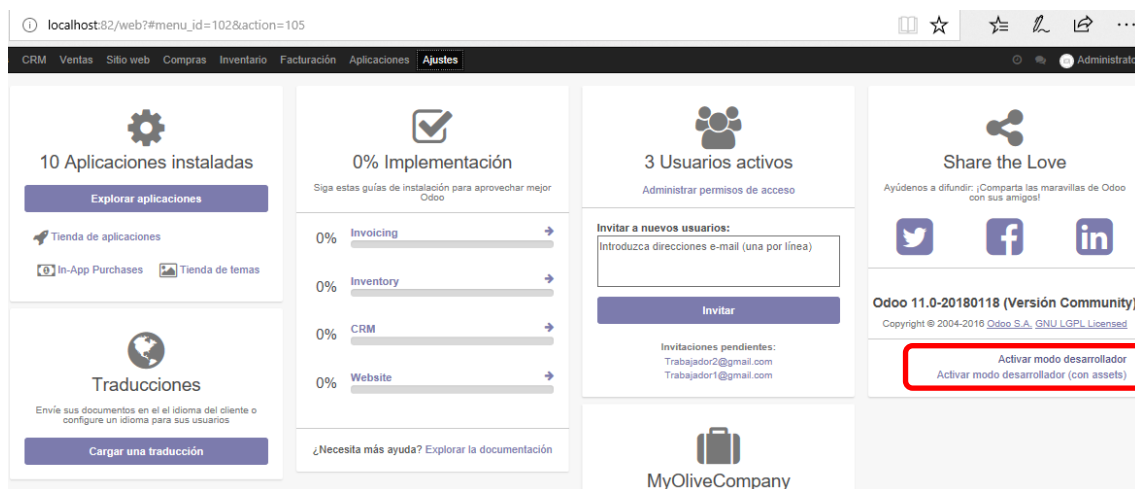 localhost:82/web?#menu_id=102&action=105
CRM Ventas Sitio web Compras Inventario Facturación Aplicaciones Ajustes
Administrato
10 Aplicaciones instaladas
Explorar aplicaciones
Tienda de aplicaciones
In-App Purchases Tienda de temas
Traducciones
Envíe sus documentos en el el idioma del cliente o
configure un idioma para sus usuarios
Cargar una traducción
0% Implementación
Siga estas guías de instalación para aprovechar mejor
Odoo
0% Invoicing
0% Inventory
0% CRM
0% Website
¿Necesita más ayuda? Explorar la documentación
3 Usuarios activos
Administrar permisos de acceso
Invitar a nuevos usuarios:
Introduzca direcciones e-mail (una por línea)
Invitar
Invitaciones pendientes:
Trabajador2@gmail.com
Trabajador1@gmail.com
MyOliveCompany
Share the Love
Ayúdenos a difundir: ¡Comparta las maravillas de Odoo
con sus amigos!
Odoo 11.0-20180118 (Versión Community)
Copyright © 2004-2016 Odoo S.A. GNU LGPL Licensed
Activar modo desarrollador
Activar modo desarrollador (con assets)